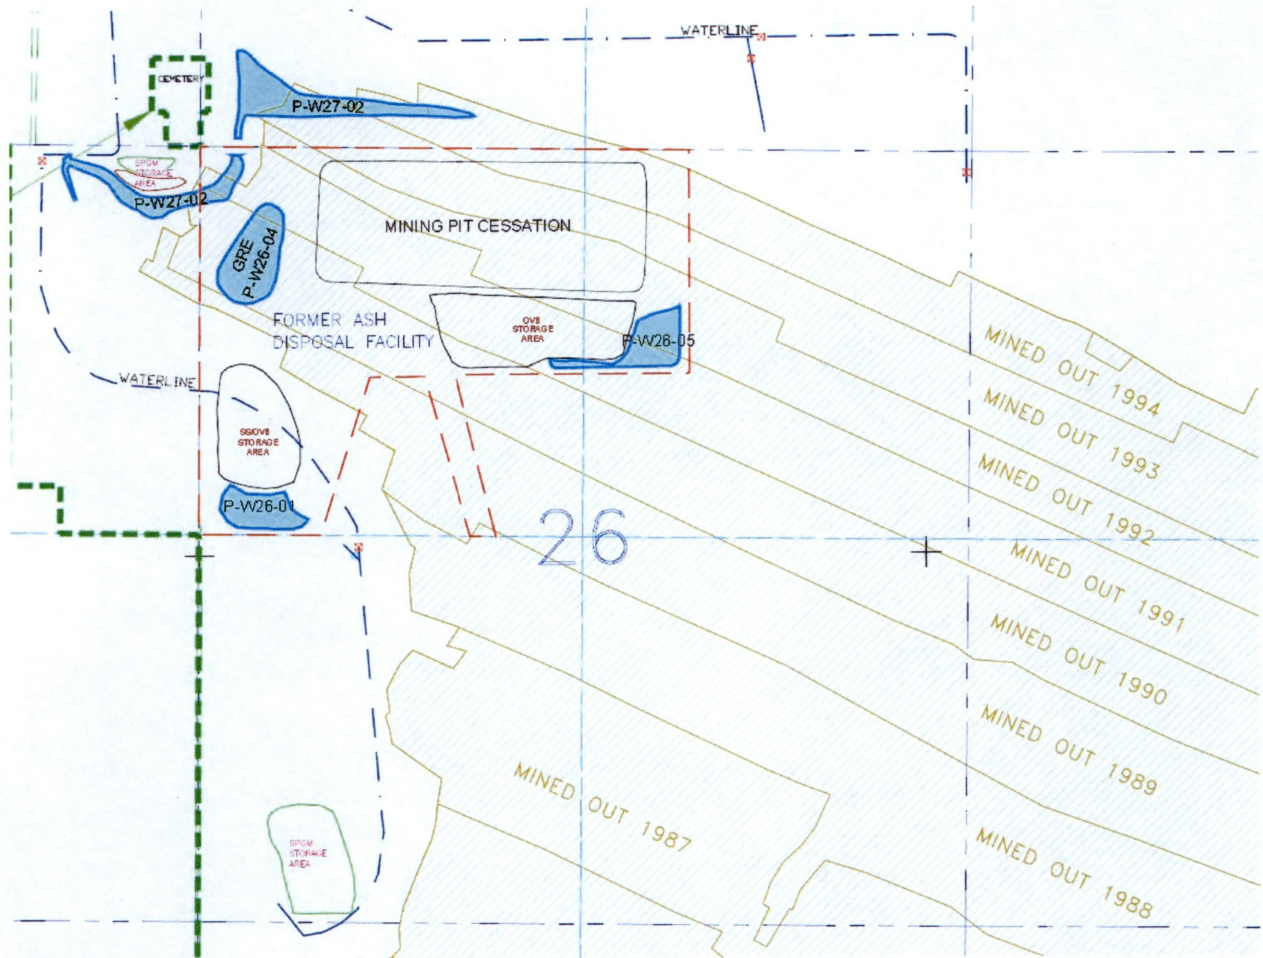 WATERLINE
CEMETERY
P-W27-02
SPGM
STORAGE
AREA
P-W27-02
MINING PIT CESSATION
GRE
P-W26-04
FORMER ASH
DISPOSAL FACILITY
OVB
STORAGE
AREA
P-W26-05
WATERLINE
SG/OVB
STORAGE
AREA
P-W26-01
26
MINED OUT 1994
MINED OUT 1993
MINED OUT 1992
MINED OUT 1991
MINED OUT 1990
MINED OUT 1989
MINED OUT 1988
MINED OUT 1987
SPGM
STORAGE
AREA